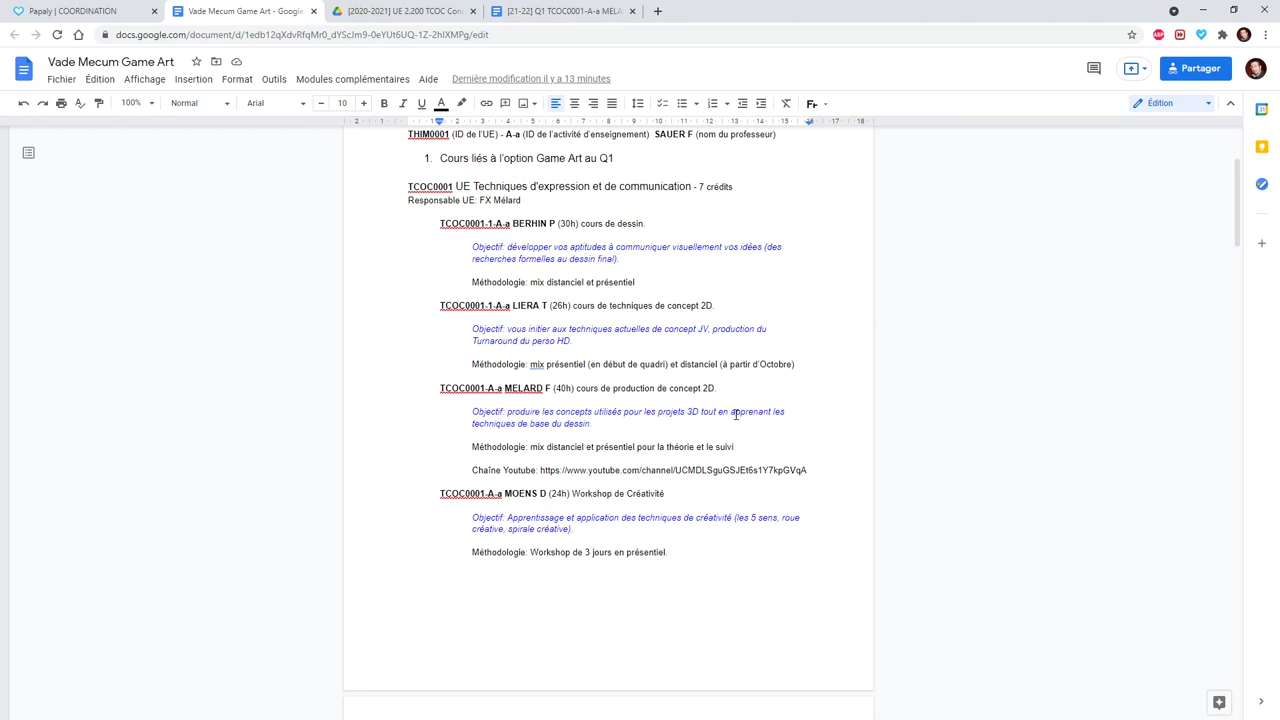 Papaly | COORDINATION
Vade Mecum Game Art - Google
[2020-2021] UE 2.200 TCOC Con
[21-22] Q1 TCOC0001-A-a MELA
docs.google.com/document/d/1edb12qXdvRfqMr0_dYScJm9-0eYUt6UQ-1Z-2hIXMPg/edit
Vade Mecum Game Art
Fichier Édition Affichage Insertion Format Outils Modules complémentaires Aide Dernière modification il y a 13 minutes
Partager
100% Normal Arial 10 Édition
THIM0001 (ID de l'UE) - A-a (ID de l'activité d'enseignement) SAUER F (nom du professeur)
1. Cours liés à l'option Game Art au Q1
TCOC0001 UE Techniques d'expression et de communication - 7 crédits
Responsable UE: FX Mélard
TCOC0001-1-A-a BERHIN P (30h) cours de dessin.
Objectif: développer vos aptitudes à communiquer visuellement vos idées (des
recherches formelles au dessin final).
Méthodologie: mix distanciel et présentiel
TCOC0001-1-A-a LIERA T (26h) cours de techniques de concept 2D.
Objectif: vous initier aux techniques actuelles de concept JV, production du
Turnaround du perso HD.
Méthodologie: mix présentiel (en début de quadri) et distanciel (à partir d'Octobre)
TCOC0001-A-a MELARD F (40h) cours de production de concept 2D.
Objectif: produire les concepts utilisés pour les projets 3D tout en apprenant les
techniques de base du dessin.
Méthodologie: mix distanciel et présentiel pour la théorie et le suivi
Chaîne Youtube: https://www.youtube.com/channel/UCMDLSguGSJEt6s1Y7kpGVqA
TCOC0001-A-a MOENS D (24h) Workshop de Créativité
Objectif: Apprentissage et application des techniques de créativité (les 5 sens, roue
créative, spirale créative).
Méthodologie: Workshop de 3 jours en présentiel.